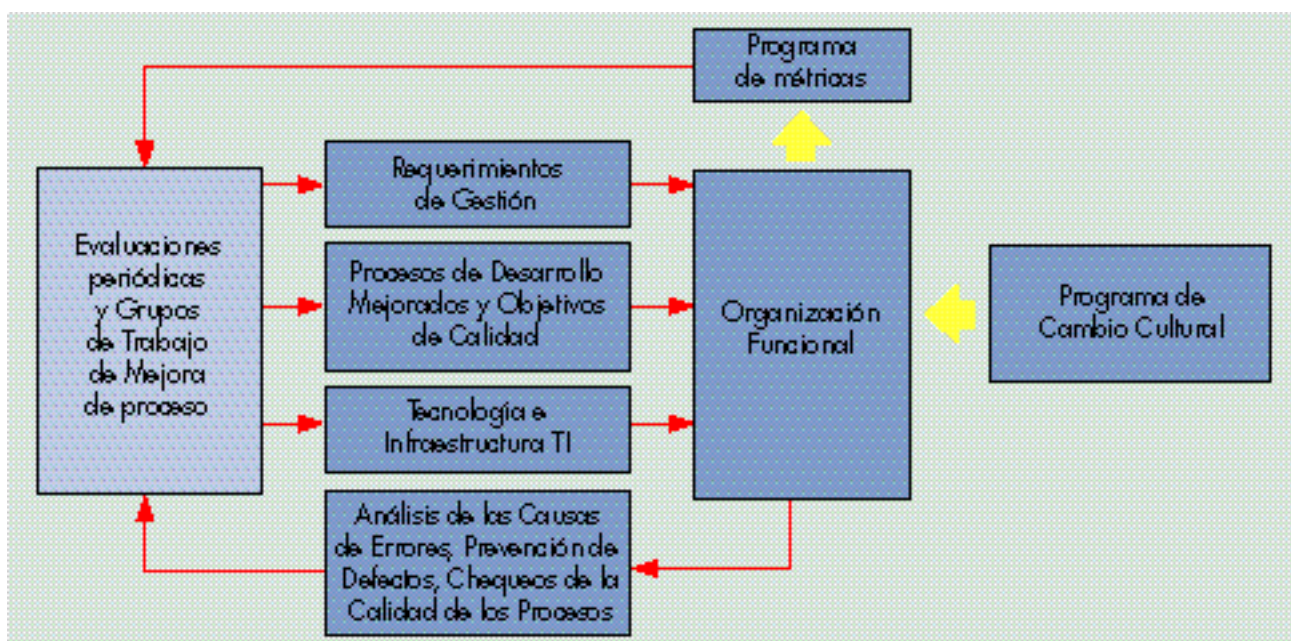 Programa
de métricas
Requerimientos
de Gestión
Evaluaciones
periódicas
y Grupos
de Trabajo
de Mejora
de proceso
Procesos de Desarrollo
Mejorados y Objetivos
de Calidad
Organización
Funcional
Programa de
Cambio Cultural
Tecnología e
Infraestructura TI
Análisis de las Causas
de Errores, Prevención de
Defectos, Chequeos de la
Calidad de los Procesos